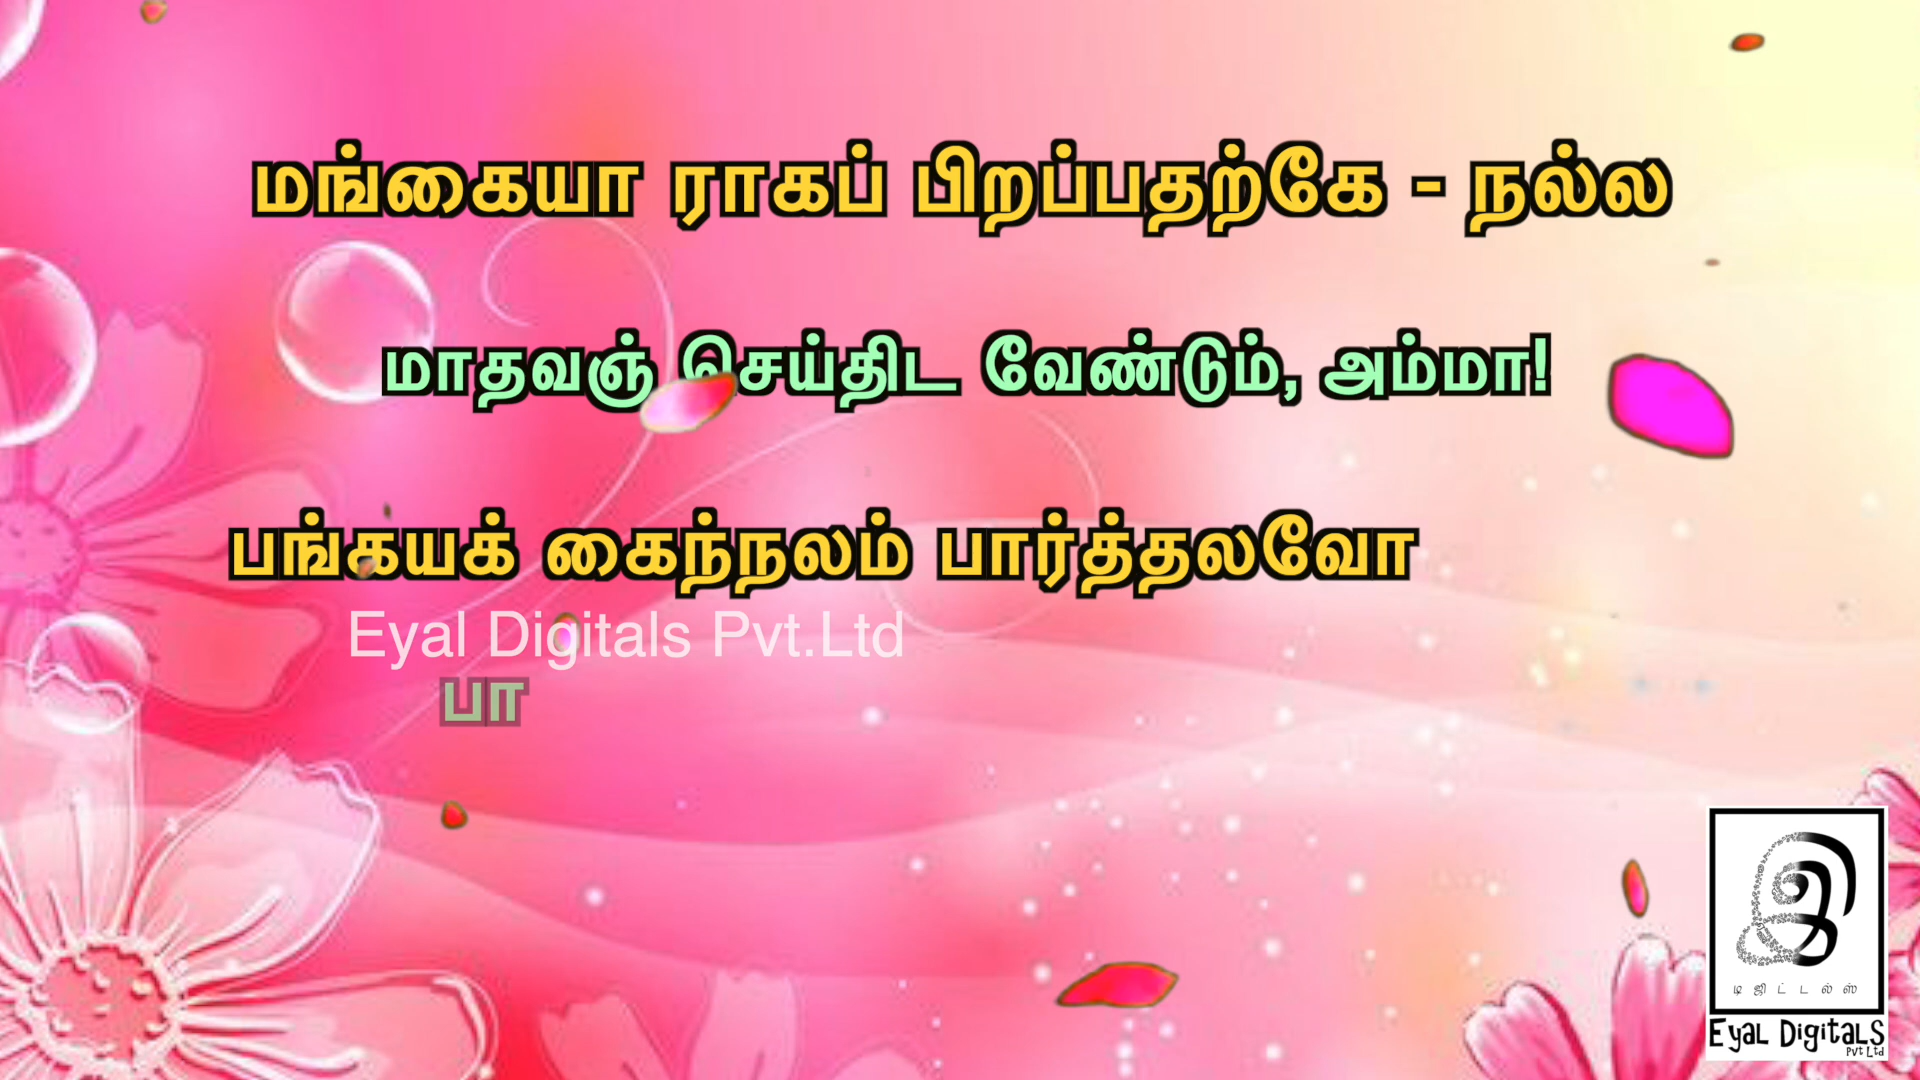 மங்கையா ராகப் பிறப்பதற்கே - நல்ல
மாதவஞ் செய்திட வேண்டும், அம்மா!
பங்கயக் கைந்நலம் பார்த்தலவோ
Eyal Digitals Pvt.Ltd
பா
இ
டிஜிட்டல்ஸ்
Eyal Digitals
Pvt Ltd